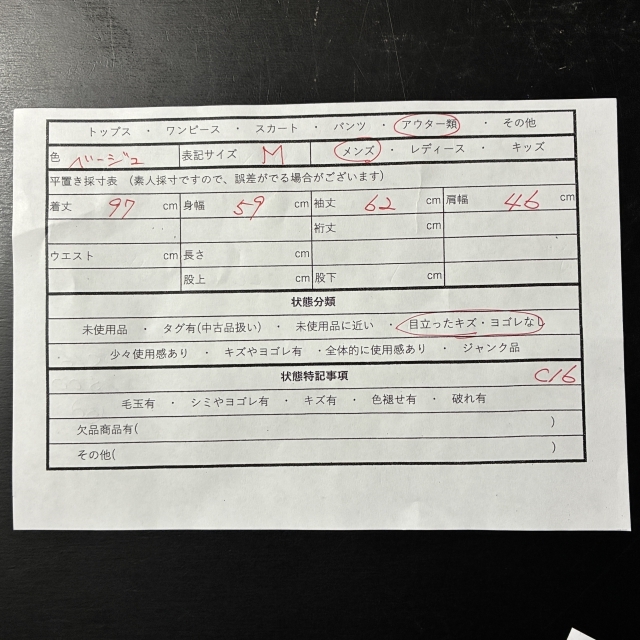 トップス ・ ワンピース ・ スカート ・ パンツ ・ アウター類 ・ その他
色 ベージュ 表記サイズ M メンズ ・ レディース ・ キッズ
平置き採寸表 （素人採寸ですので、誤差がでる場合がございます）
着丈 97 cm 身幅 59 cm 袖丈 62 cm 肩幅 46 cm
裄丈 cm
ウエスト cm 長さ cm
股上 cm 股下 cm
状態分類
未使用品 ・ タグ有(中古品扱い) ・ 未使用品に近い ・ 目立ったキズ・ヨゴレなし
・ 少々使用感あり ・ キズやヨゴレ有 ・全体的に使用感あり ・ ジャンク品
状態特記事項 C16
毛玉有 ・ シミやヨゴレ有 ・ キズ有 ・ 色褪せ有 ・ 破れ有
欠品商品有( )
その他( )